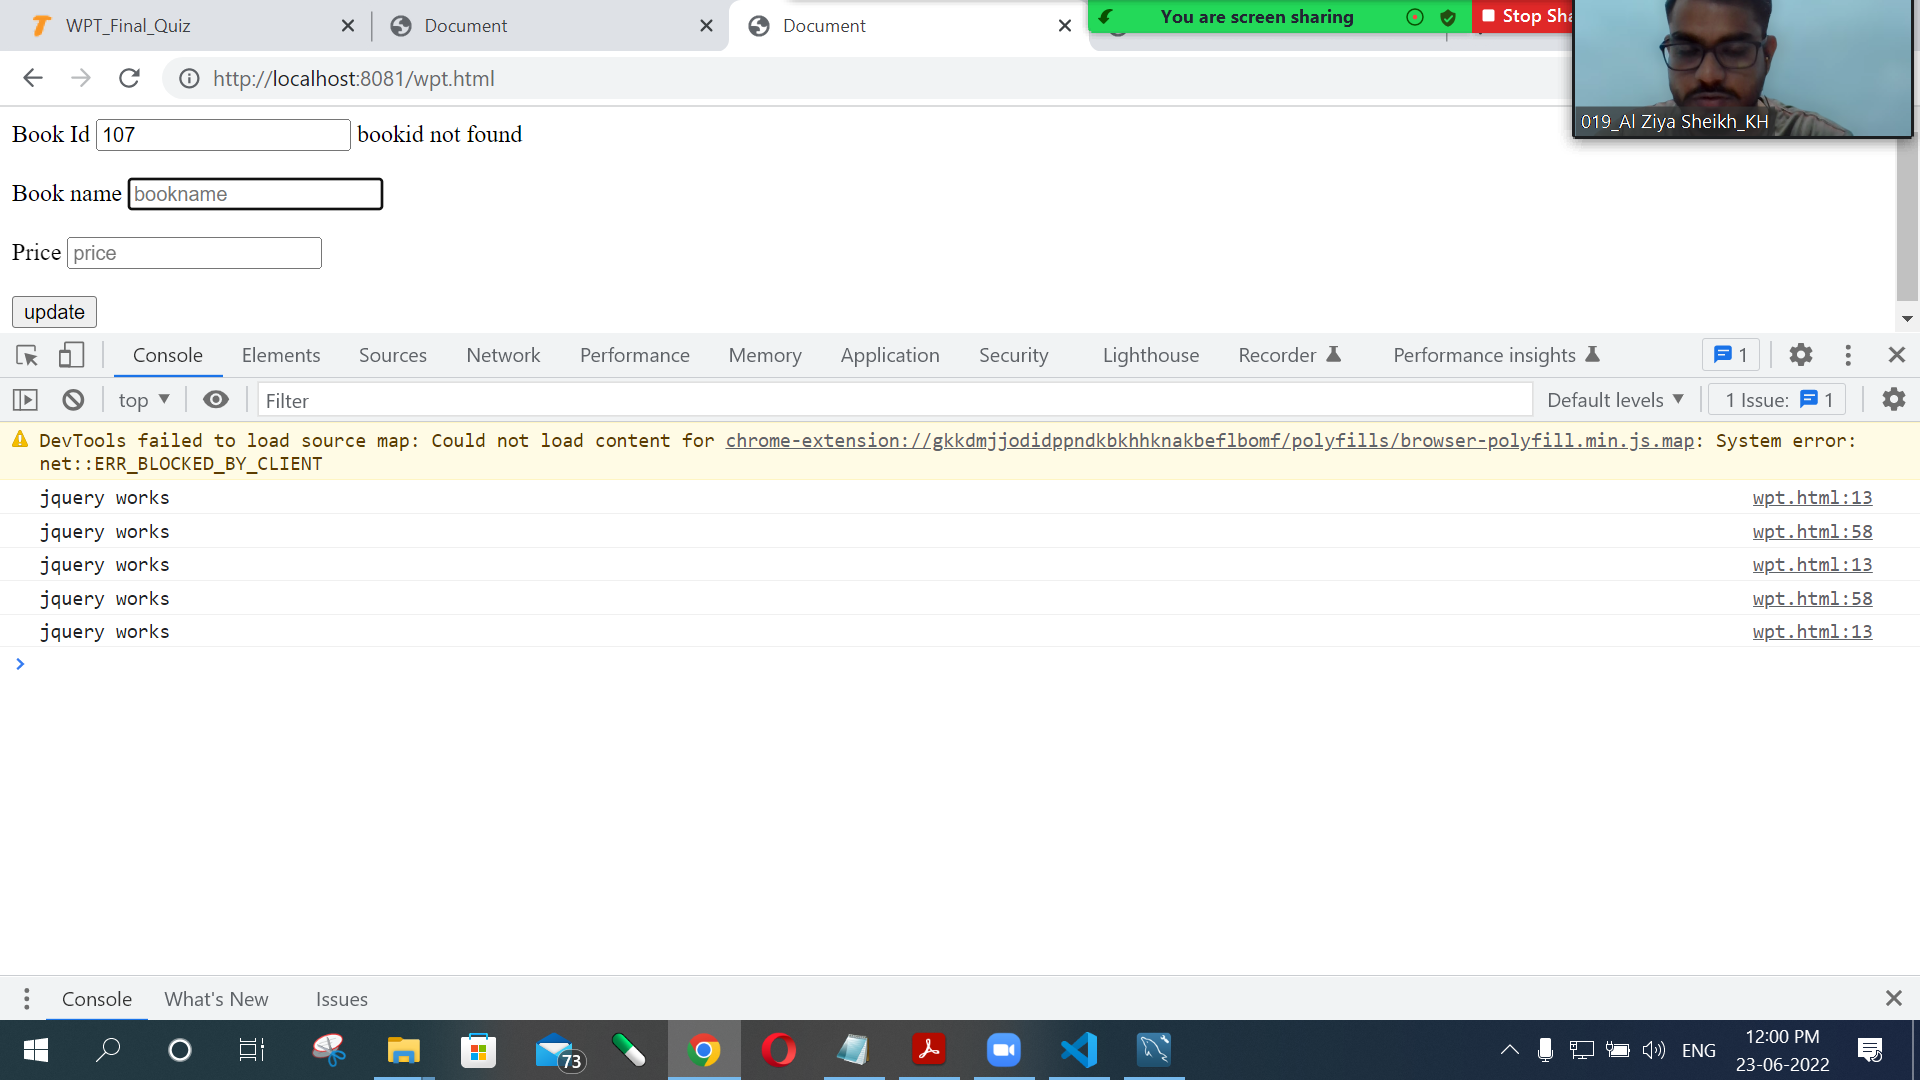 WPT_Final_Quiz
Document
Document
You are screen sharing
Stop Sha
http://localhost:8081/wpt.html
019_Al Ziya Sheikh_KH
Book Id 107 bookid not found
Book name bookname
Price price
update
Console Elements Sources Network Performance Memory Application Security Lighthouse Recorder Performance insights 1
top Filter Default levels 1 Issue: 1
DevTools failed to load source map: Could not load content for chrome-extension://gkkdmjjodidppndkbkhhknakbeflbomf/polyfills/browser-polyfill.min.js.map: System error:
net::ERR_BLOCKED_BY_CLIENT
jquery works wpt.html:13
jquery works wpt.html:58
jquery works wpt.html:13
jquery works wpt.html:58
jquery works wpt.html:13
Console What's New Issues
73
ENG
12:00 PM
23-06-2022